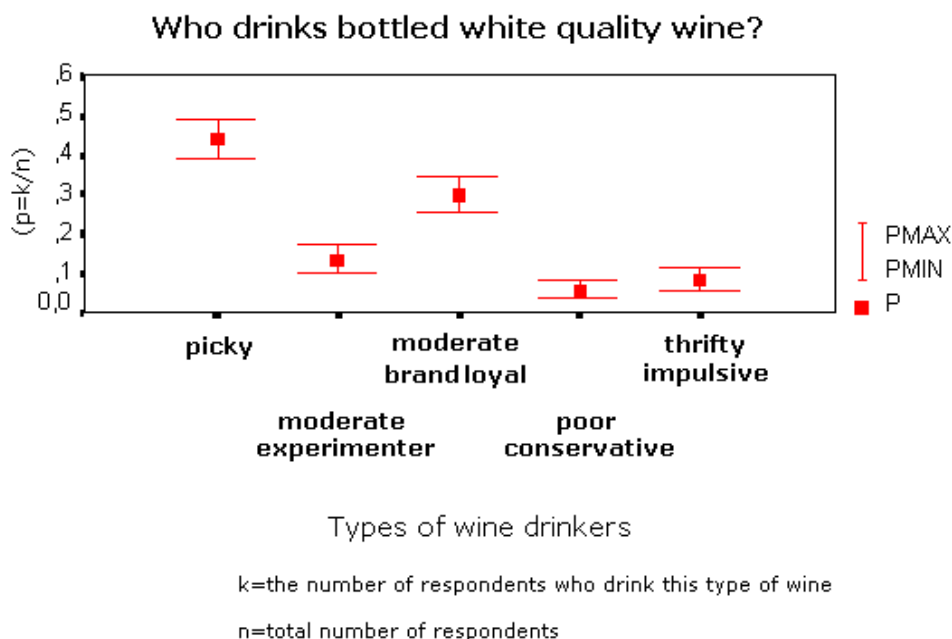 Who drinks bottled white quality wine?
,6
,5
,4
,3
,2
,1
0,0
(p=k/n)
PMAX
PMIN
P
picky
moderate
brand loyal
thrifty
impulsive
moderate
experimenter
poor
conservative
Types of wine drinkers
k=the number of respondents who drink this type of wine
n=total number of respondents